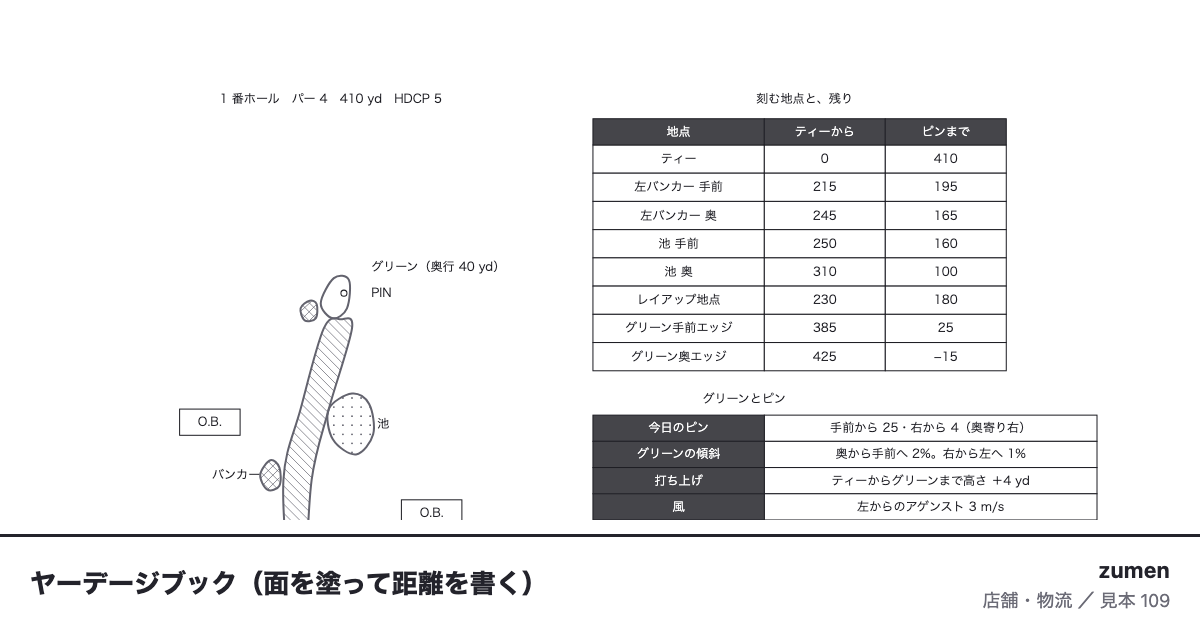 1 番ホール　パー 4　410 yd　HDCP 5
グリーン（奥行 40 yd）
PIN
O.B.
池
バンカー
O.B.
刻む地点と、残り
地点 ティーから ピンまで
ティー 0 410
左バンカー 手前 215 195
左バンカー 奥 245 165
池 手前 250 160
池 奥 310 100
レイアップ地点 230 180
グリーン手前エッジ 385 25
グリーン奥エッジ 425 −15
グリーンとピン
今日のピン 手前から 25・右から 4（奥寄り右）
グリーンの傾斜 奥から手前へ 2%。右から左へ 1%
打ち上げ ティーからグリーンまで高さ +4 yd
風 左からのアゲンスト 3 m/s
ヤーデージブック（面を塗って距離を書く）
zumen
店舗・物流 ／ 見本 109